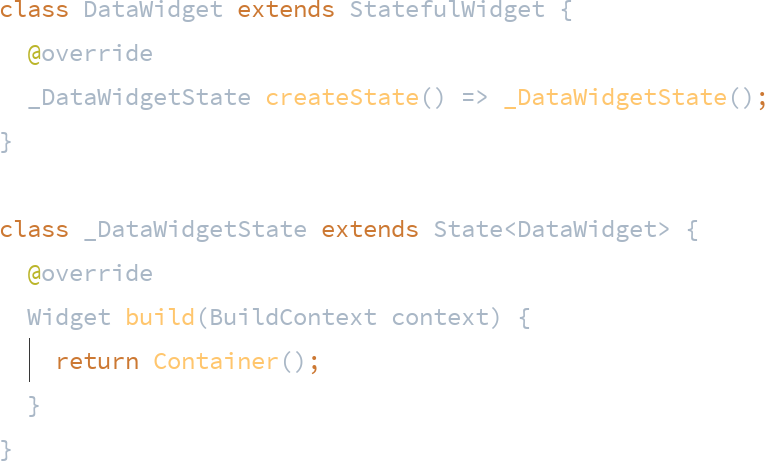 class DataWidget extends StatefulWidget {
  @override
  _DataWidgetState createState() => _DataWidgetState();
}

class _DataWidgetState extends State<DataWidget> {
  @override
  Widget build(BuildContext context) {
    return Container();
  }
}